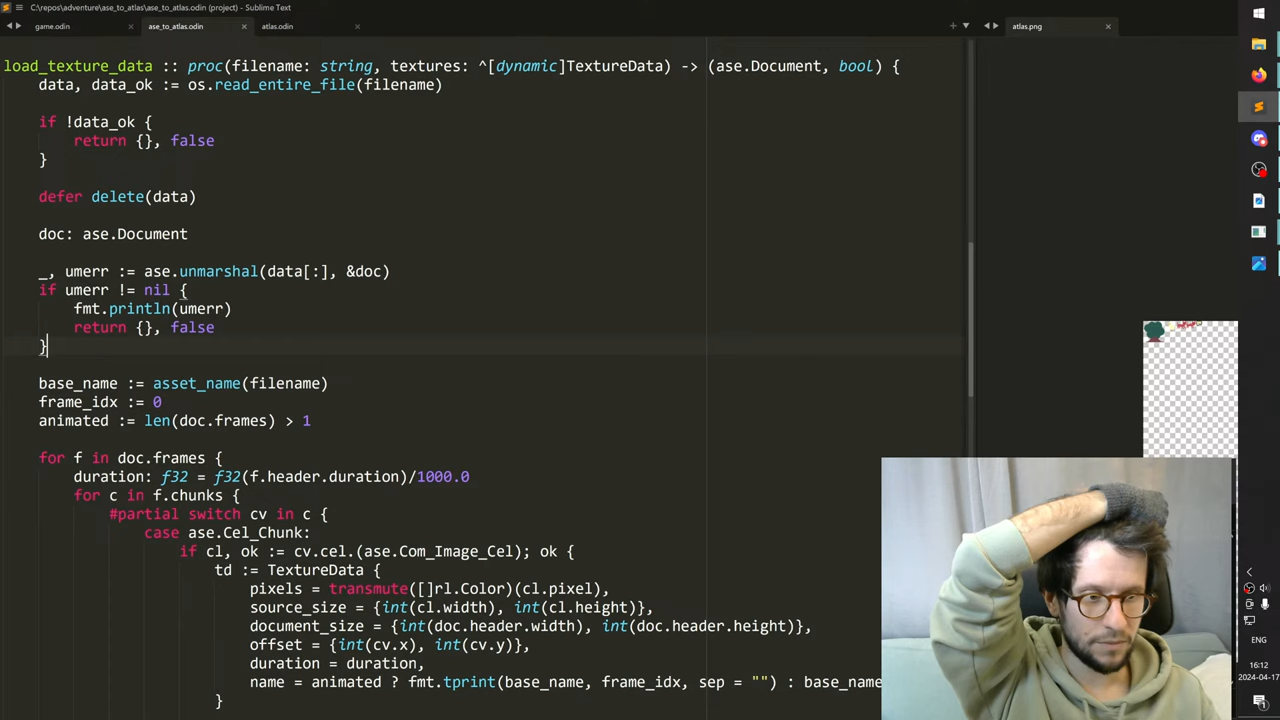 C:\repos\adventure\ase_to_atlas\ase_to_atlas.odin (project) - Sublime Text
game.odin
ase_to_atlas.odin
atlas.odin
atlas.png
load_texture_data :: proc(filename: string, textures: ^[dynamic]TextureData) -> (ase.Document, bool) {
data, data_ok := os.read_entire_file(filename)
if !data_ok {
return {}, false
}
defer delete(data)
doc: ase.Document
_, umerr := ase.unmarshal(data[:], &doc)
if umerr != nil {
fmt.println(umerr)
return {}, false
}
base_name := asset_name(filename)
frame_idx := 0
animated := len(doc.frames) > 1
for f in doc.frames {
duration: f32 = f32(f.header.duration)/1000.0
for c in f.chunks {
#partial switch cv in c {
case ase.Cel_Chunk:
if cl, ok := cv.cel.(ase.Com_Image_Cel); ok {
td := TextureData {
pixels = transmute([]rl.Color)(cl.pixel),
source_size = {int(cl.width), int(cl.height)},
document_size = {int(doc.header.width), int(doc.header.height)},
offset = {int(cv.x), int(cv.y)},
duration = duration,
name = animated ? fmt.tprint(base_name, frame_idx, sep = "") : base_name
}
ENG
16:12
2024-04-17